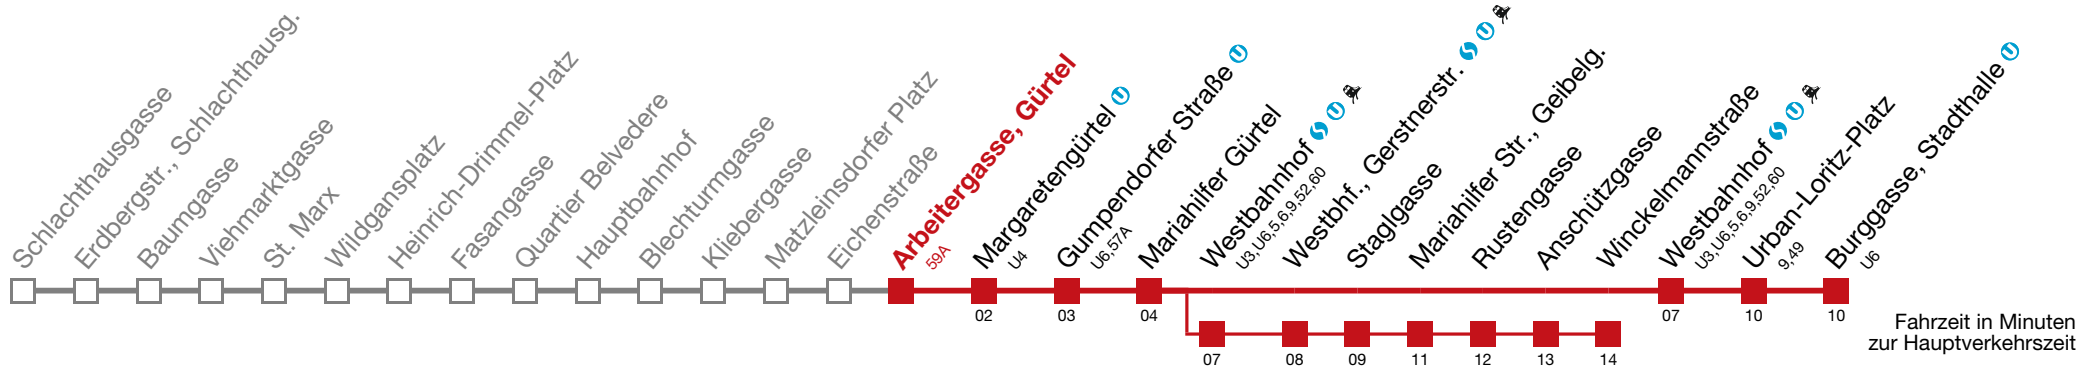 Schlachthausgasse
Erdbergstr., Schlachthausg.
Baumgasse
Viehmarktgasse
St. Marx
Wildgansplatz
Heinrich-Drimmel-Platz
Fasangasse
Quartier Belvedere
Hauptbahnhof
Blechturmgasse
Kliebergasse
Matzleinsdorfer Platz
Eichenstraße
Arbeitergasse, Gürtel
59A
Margaretengürtel U
U4
Gumpendorfer Straße U
U6,57A
Mariahilfer Gürtel
Westbahnhof S U
U3,U6,5,6,9,52,60
Westbhf., Gerstnerstr. S U
Staglgasse
Mariahilfer Str., Geibelg.
Rustengasse
Anschützgasse
Winckelmannstraße
Westbahnhof S U
U3,U6,5,6,9,52,60
Urban-Loritz-Platz
9,49
Burggasse, Stadthalle U
U6
02 03 04 07 10 10
07 08 09 11 12 13 14
Fahrzeit in Minuten
zur Hauptverkehrszeit